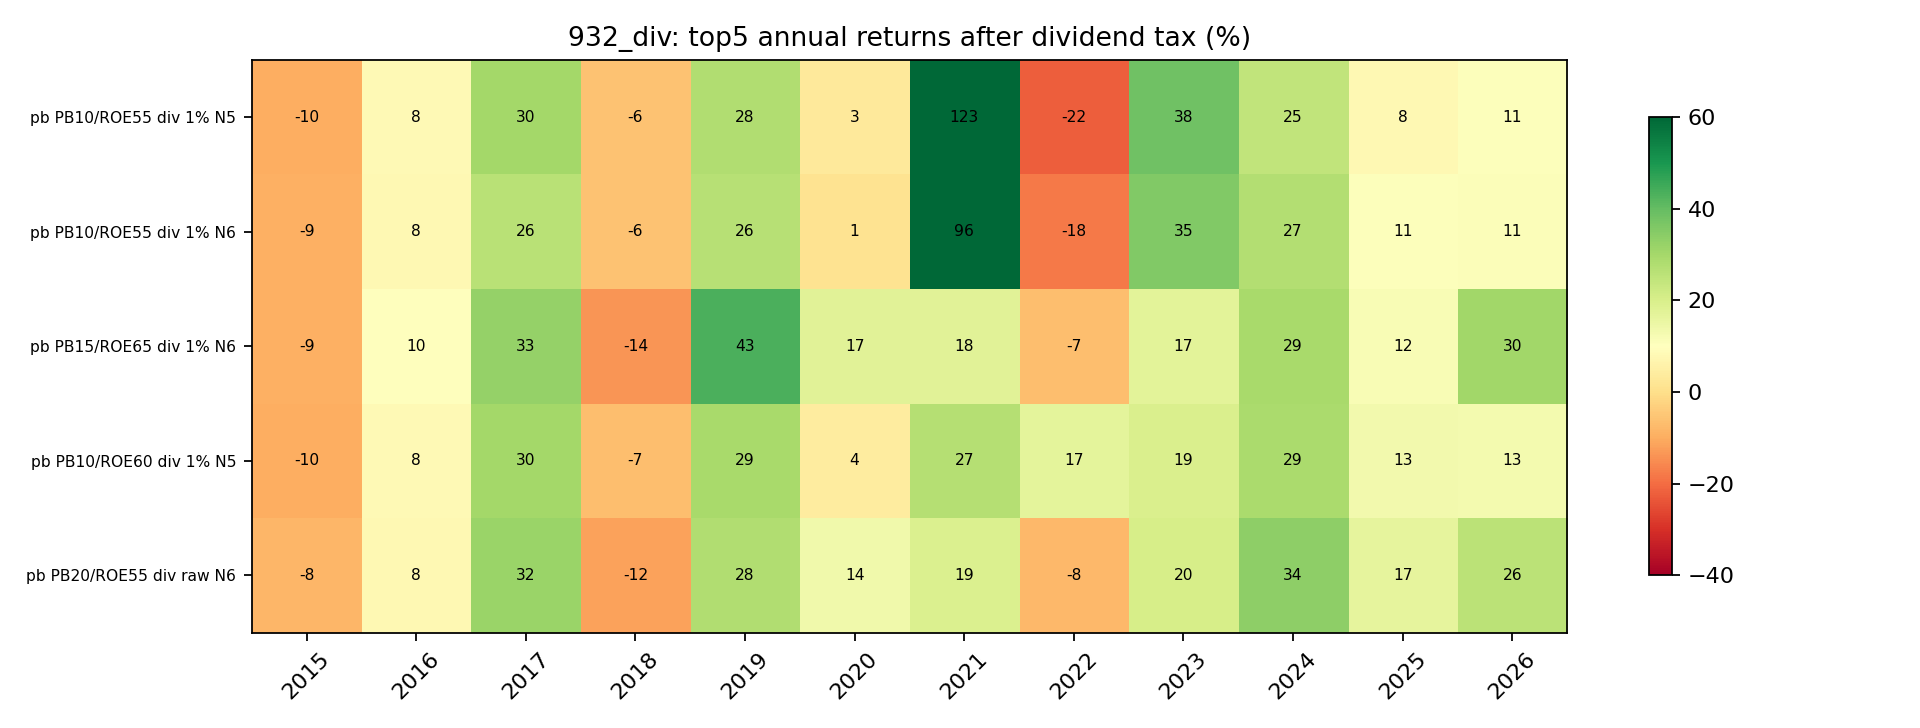 932_div: top5 annual returns after dividend tax (%)
pb PB10/ROE55 div 1% N5 -10 8 30 -6 28 3 123 -22 38 25 8 11
pb PB10/ROE55 div 1% N6 -9 8 26 -6 26 1 96 -18 35 27 11 11
pb PB15/ROE65 div 1% N6 -9 10 33 -14 43 17 18 -7 17 29 12 30
pb PB10/ROE60 div 1% N5 -10 8 30 -7 29 4 27 17 19 29 13 13
pb PB20/ROE55 div raw N6 -8 8 32 -12 28 14 19 -8 20 34 17 26
2015 2016 2017 2018 2019 2020 2021 2022 2023 2024 2025 2026
60
40
20
0
−20
−40